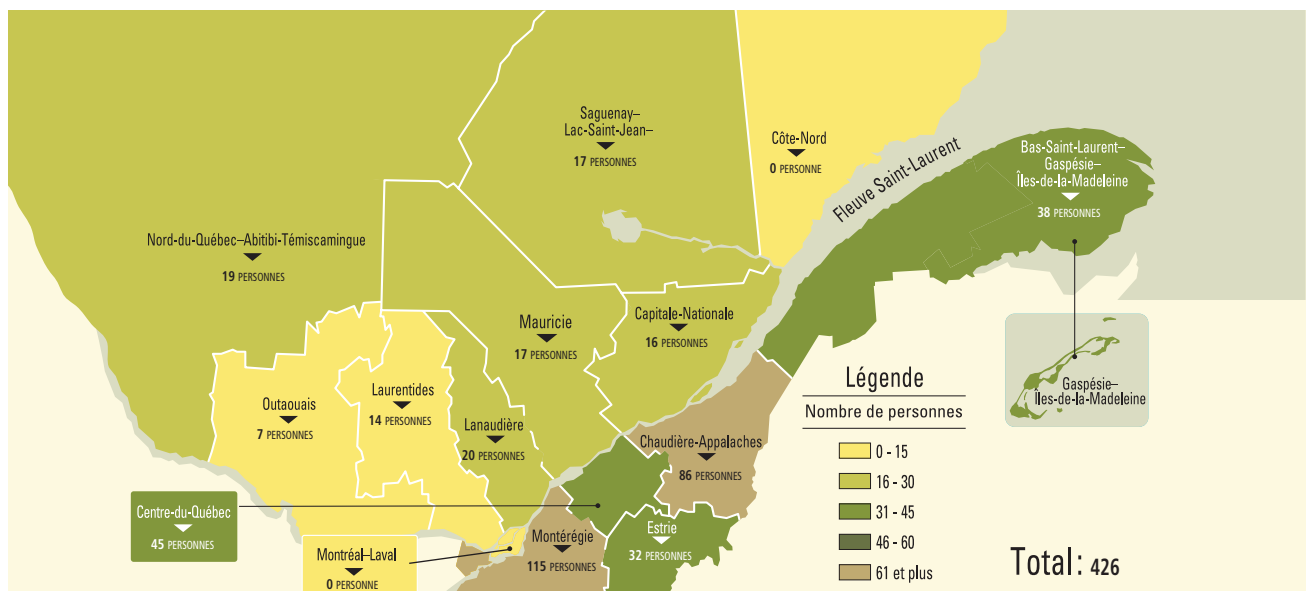 Saguenay–
Lac-Saint-Jean–
17 PERSONNES
Côte-Nord
0 PERSONNE
Fleuve Saint-Laurent
Bas-Saint-Laurent–
Gaspésie–
Îles-de-la-Madeleine
38 PERSONNES
Nord-du-Québec–Abitibi-Témiscamingue
19 PERSONNES
Mauricie
17 PERSONNES
Capitale-Nationale
16 PERSONNES
Outaouais
7 PERSONNES
Laurentides
14 PERSONNES
Lanaudière
20 PERSONNES
Chaudière-Appalaches
86 PERSONNES
Gaspésie–
Îles-de-la-Madeleine
Centre-du-Québec
45 PERSONNES
Montréal–Laval
0 PERSONNE
Montérégie
115 PERSONNES
Estrie
32 PERSONNES
Légende
Nombre de personnes
0 - 15
16 - 30
31 - 45
46 - 60
61 et plus
Total : 426